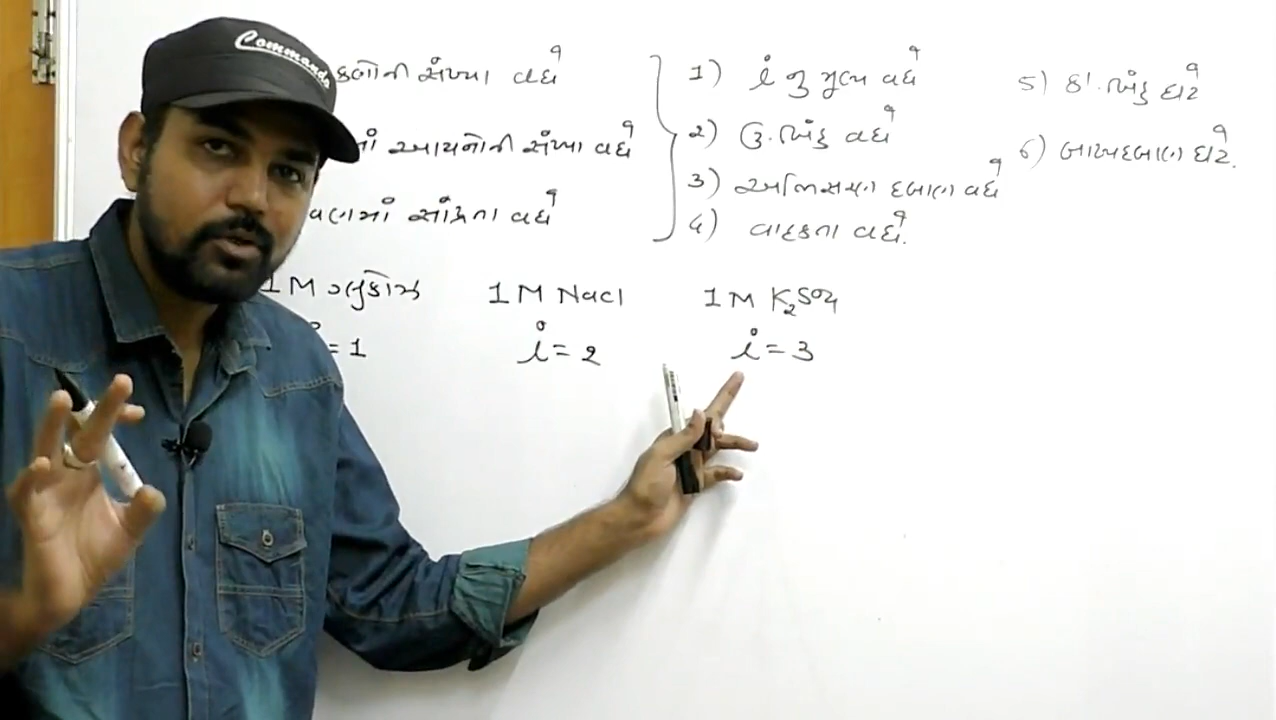 Commando
કણોની સંખ્યા વધે
માં આયનોની સંખ્યા વધે
વણમાં સાંદ્રતા વધે
1) i નુ મુલ્ય વધે
2) ઉ.બિંદુ વધે
3) અભિસરણ દબાણ વધે
4) વાહકતા વધે.
5) ઠા.બિંદુ ઘટે
6) બાષ્પદબાણ ઘટે.
1 M ગ્લુકોઝ 1 M NaCl 1 M K₂SO₄
= 1 i = 2 i = 3